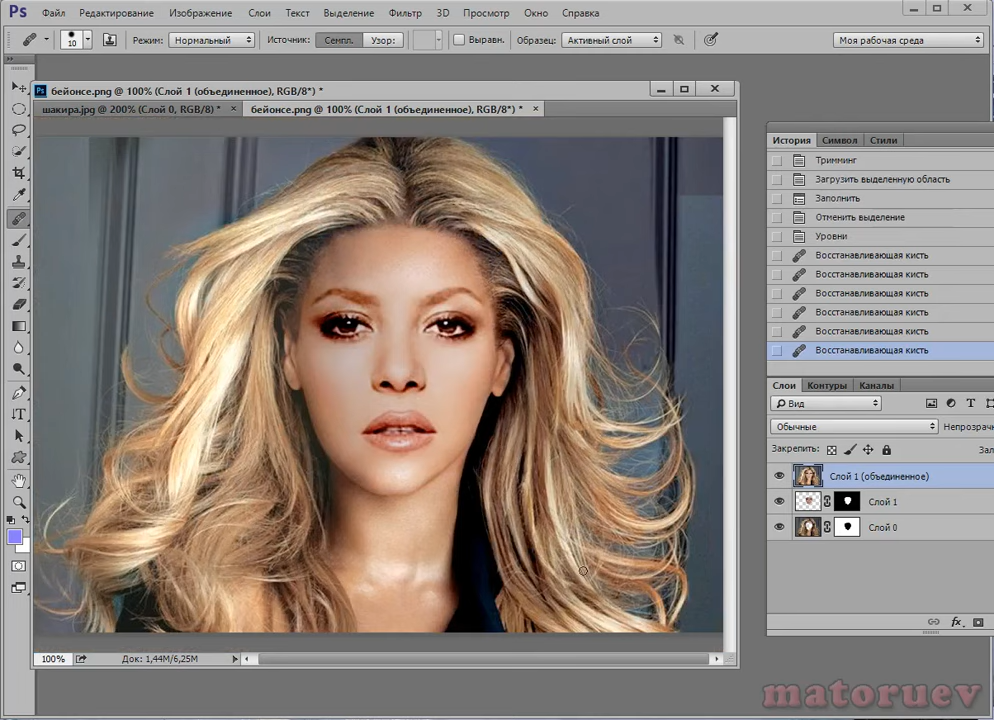 Ps Файл Редактирование Изображение Слои Текст Выделение Фильтр 3D Просмотр Окно Справка
10 Режим: Нормальный Источник: Семпл. Узор: Выравн. Образец: Активный слой Моя рабочая среда
Ps бейонсе.png @ 100% (Слой 1 (объединенное), RGB/8*) *
шакира.jpg @ 200% (Слой 0, RGB/8) * × бейонсе.png @ 100% (Слой 1 (объединенное), RGB/8*) * ×
История Символ Стили
Тримминг
Загрузить выделенную область
Заполнить
Отменить выделение
Уровни
Восстанавливающая кисть
Восстанавливающая кисть
Восстанавливающая кисть
Восстанавливающая кисть
Восстанавливающая кисть
Восстанавливающая кисть
Слои Контуры Каналы
Вид
Обычные Непрозрачн
Закрепить: Зал
Слой 1 (объединенное)
Слой 1
Слой 0
fx.
100% Док: 1,44M/6,25M
matoruev